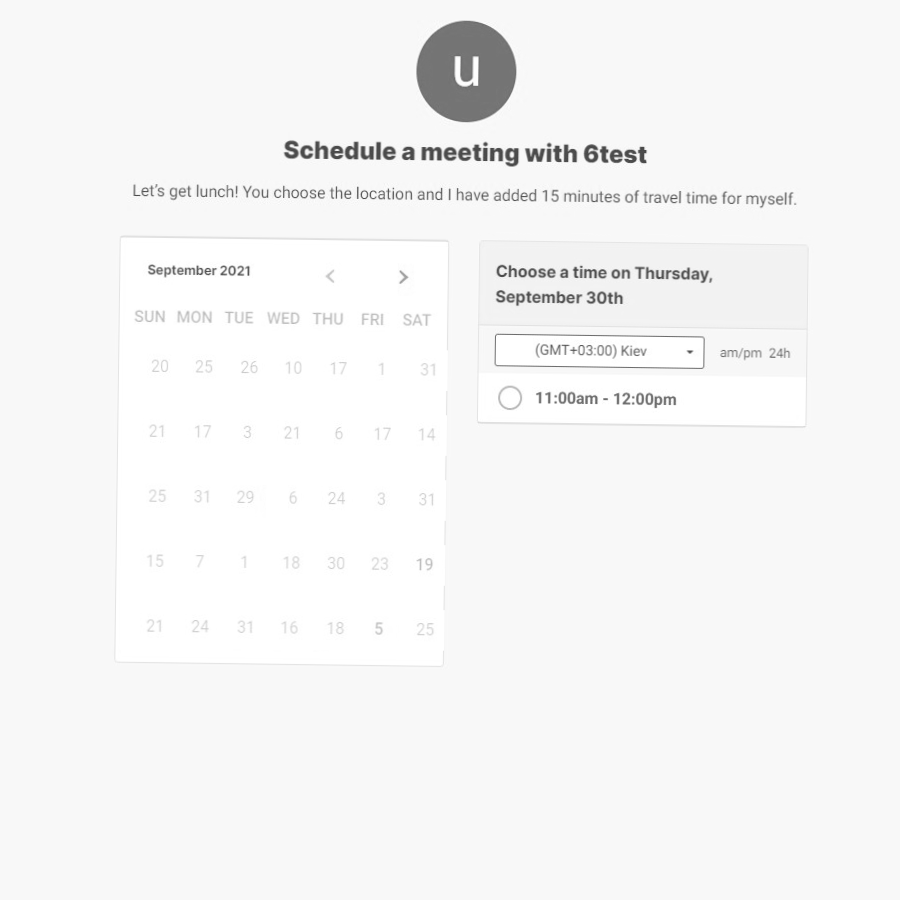 u
Schedule a meeting with 6test
Let's get lunch! You choose the location and I have added 15 minutes of travel time for myself.
September 2021
SUN MON TUE WED THU FRI SAT
20 25 26 10 17 1 31
21 17 3 21 6 17 14
25 31 29 6 24 3 31
15 7 1 18 30 23 19
21 24 31 16 18 5 25
Choose a time on Thursday,
September 30th
(GMT+03:00) Kiev am/pm 24h
11:00am - 12:00pm